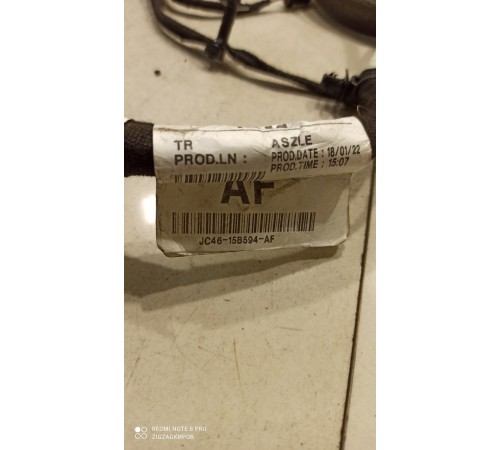 TR ASZLE
PROD.LN : PROD.DATE : 18/01/22
PROD.TIME : 15:07
AF
JC46-15B594-AF
REDMI NOTE 8 PRO
ZIGZAGKIPOB